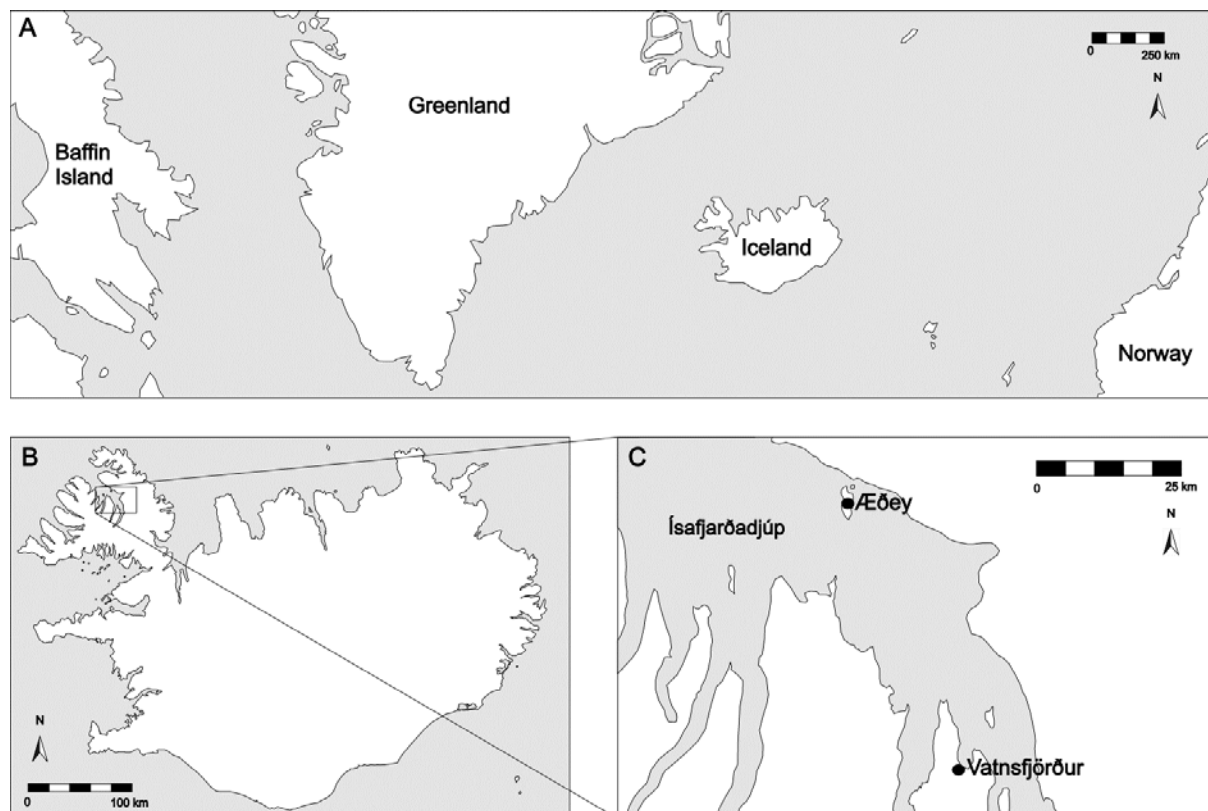 A
0
250 km
N
Greenland
Baffin
Island
Iceland
Norway
B
N
0
100 km
C
0
25 km
N
Æðey
Ísafjarðadjúp
Vatnsfjörður